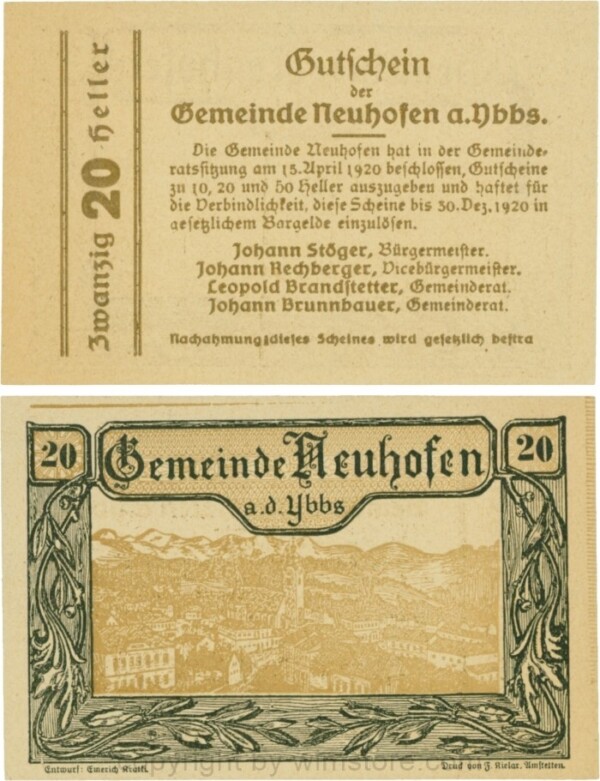 Zwanzig 20 Heller
Gutschein
der
Gemeinde Neuhofen a.Ybbs.
Die Gemeinde Neuhofen hat in der Gemeinde-
ratssitzung am 15. April 1920 beschlossen, Gutscheine
zu 10, 20 und 50 Heller auszugeben und haftet für
die Verbindlichkeit, diese Scheine bis 30. Dez. 1920 in
gesetzlichem Bargelde einzulösen.
Johann Stöger, Bürgermeister.
Johann Rechberger, Vicebürgermeister.
Leopold Brandstetter, Gemeinderat.
Johann Brunnbauer, Gemeinderat.
Nachahmung dieses Scheines wird gesetzlich bestra
20 Gemeinde Neuhofen 20
a.d. Ybbs
Entwurf: Emerich Druck von F. Kielar, Amstetten.
copyright by winstore.